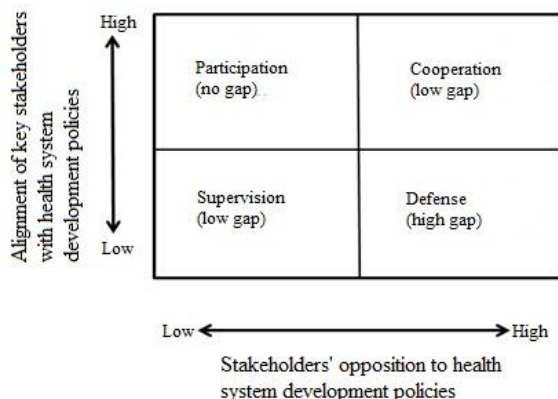 High
Participation
(no gap)
Cooperation
(low gap)
Alignment of key stakeholders
with health system
development policies
Supervision
(low gap)
Defense
(high gap)
Low
Low
High
Stakeholders' opposition to health
system development policies